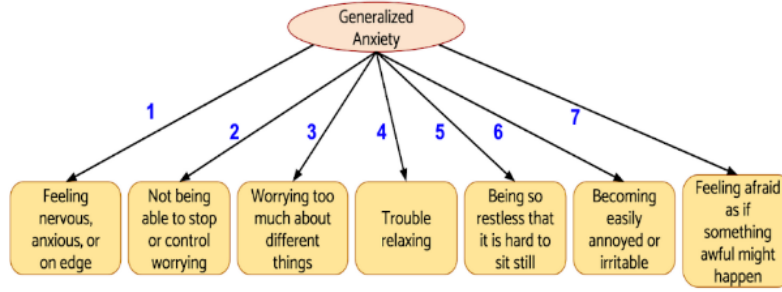 Generalized
Anxiety
1
2
3
4
5
6
7
Feeling
nervous,
anxious, or
on edge
Not being
able to stop
or control
worrying
Worrying too
much about
different
things
Trouble
relaxing
Being so
restless that
it is hard to
sit still
Becoming
easily
annoyed or
irritable
Feeling afraid
as if
something
awful might
happen